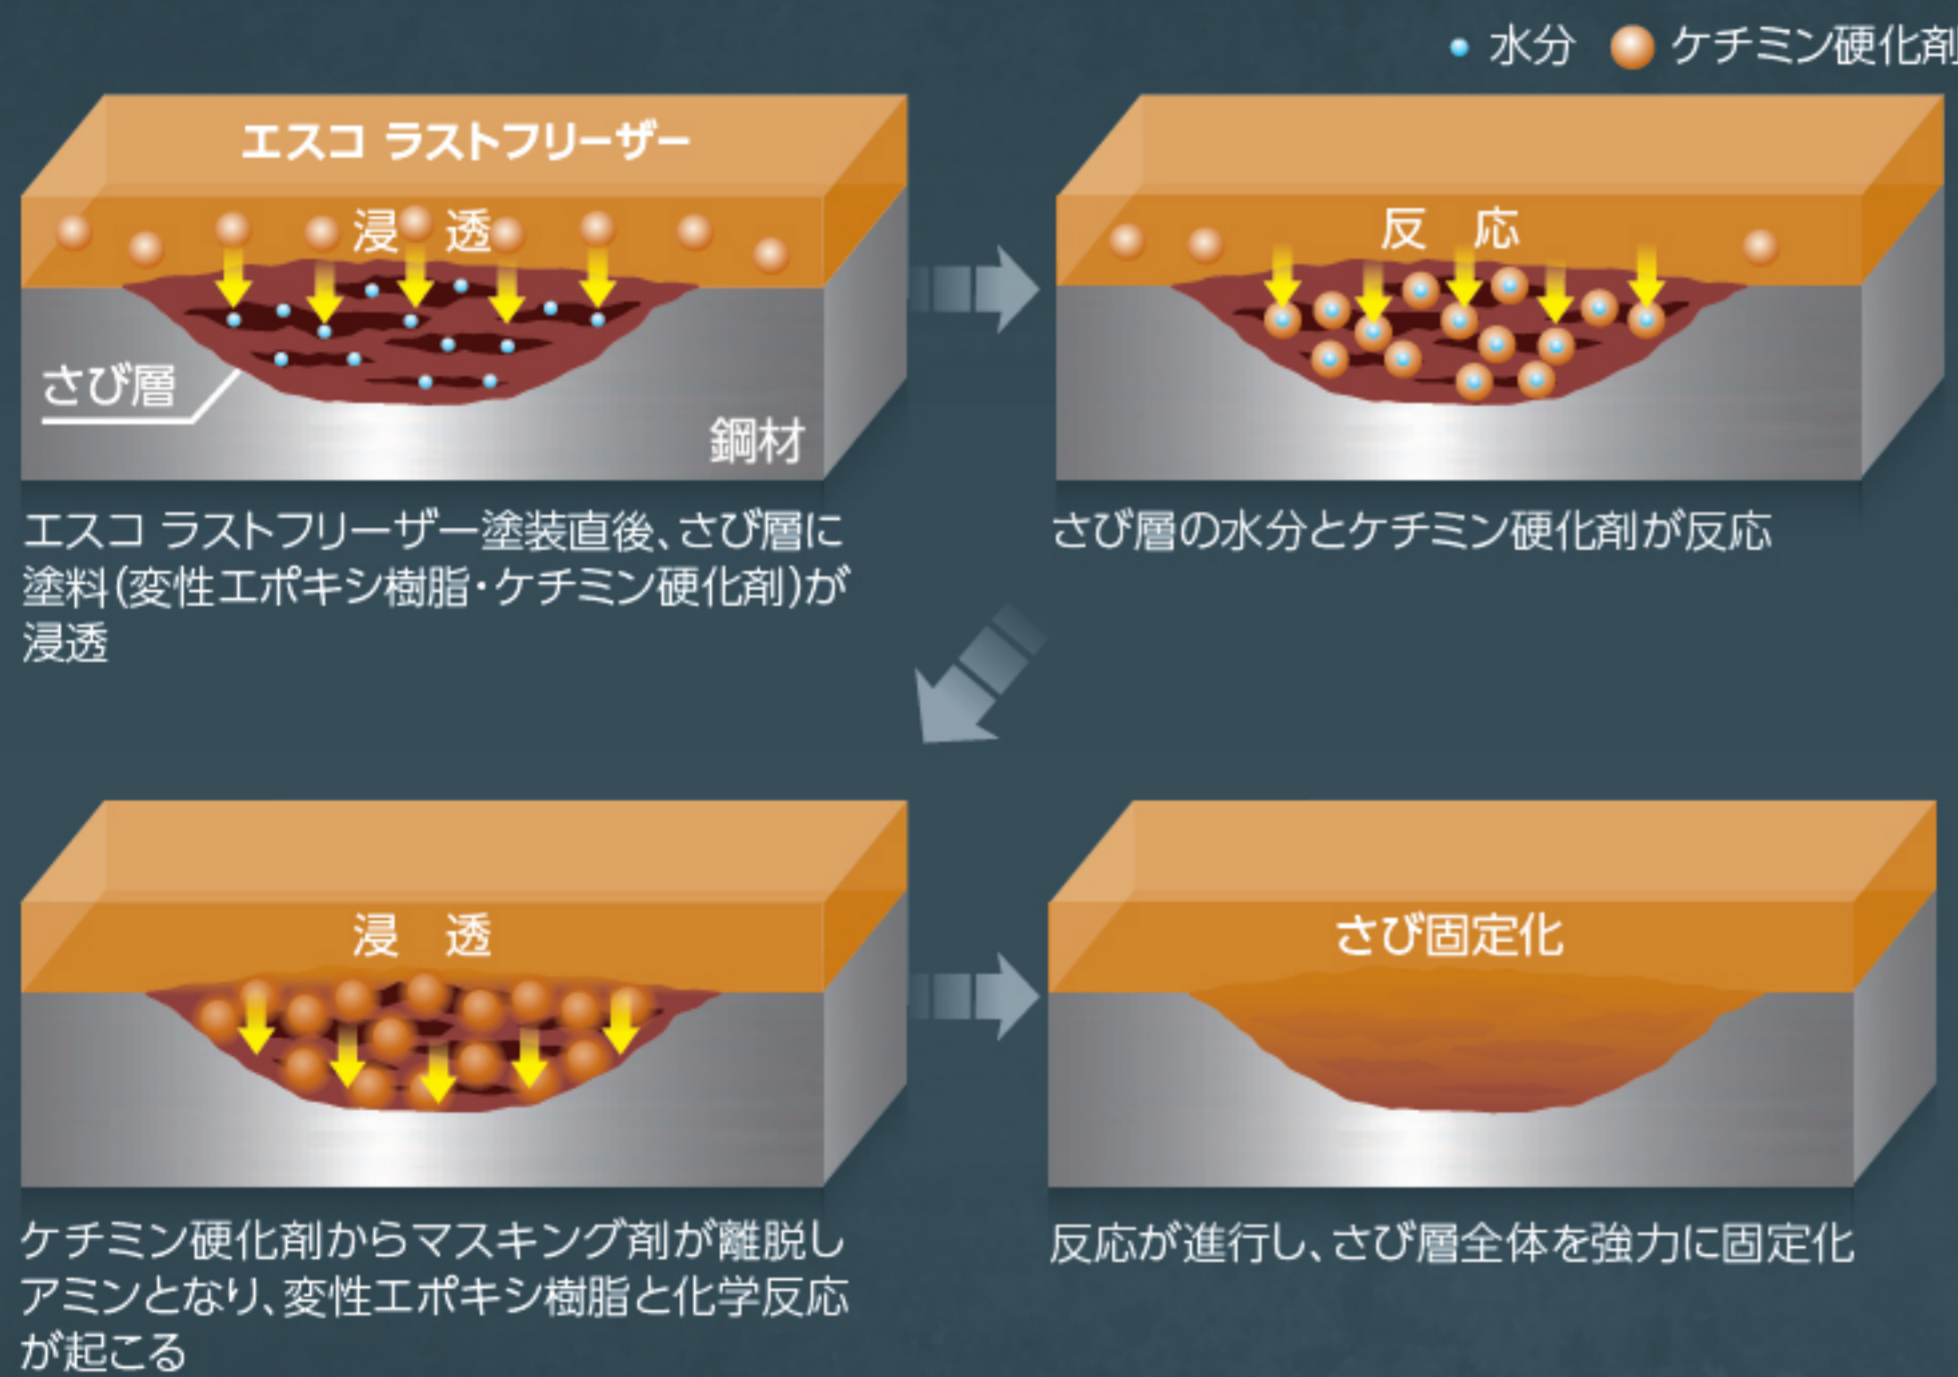 水分 ケチミン硬化剤
エスコ ラストフリーザー
浸 透
さび層
鋼材
エスコ ラストフリーザー塗装直後、さび層に
塗料(変性エポキシ樹脂・ケチミン硬化剤)が
浸透
反 応
さび層の水分とケチミン硬化剤が反応
浸 透
ケチミン硬化剤からマスキング剤が離脱し
アミンとなり、変性エポキシ樹脂と化学反応
が起こる
さび固定化
反応が進行し、さび層全体を強力に固定化